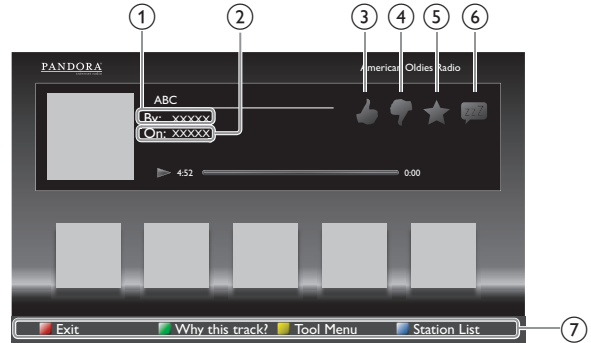 1 2 3 4 5 6
PANDORA
American Oldies Radio
ABC
By: xxxxx
On: xxxxx
zzZ
4:52 0:00
Exit Why this track? Tool Menu Station List 7